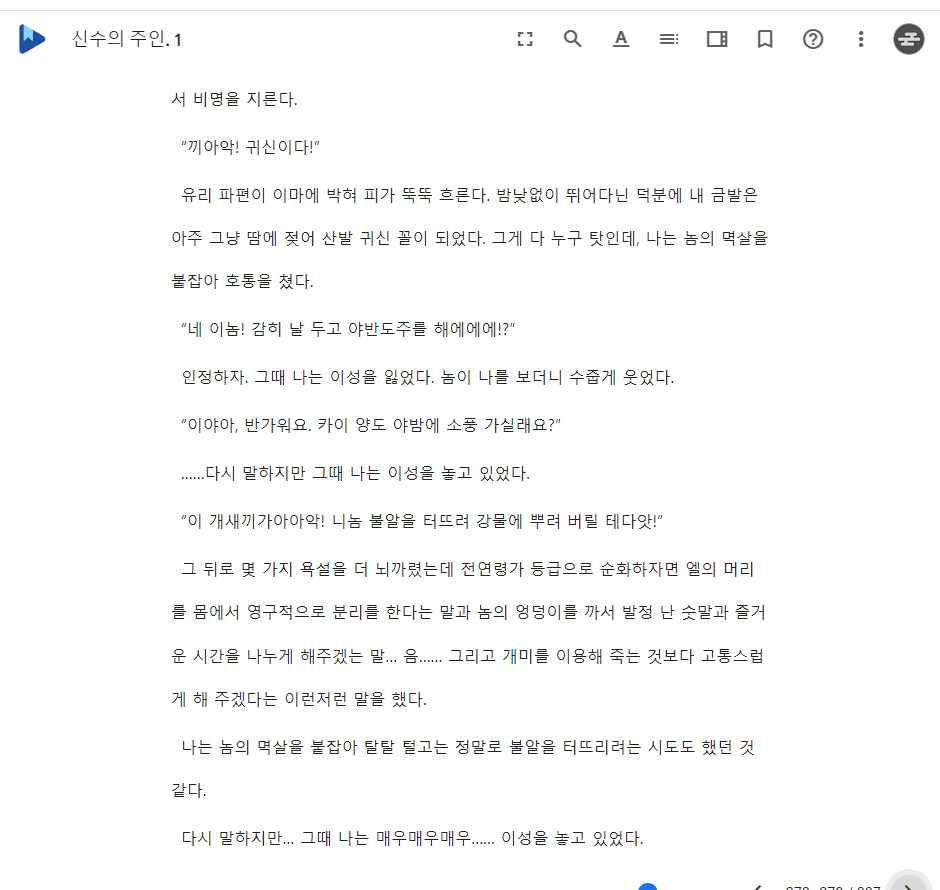 신수의 주인. 1
서 비명을 지른다.
“끼아악! 귀신이다!”
유리 파편이 이마에 박혀 피가 뚝뚝 흐른다. 밤낮없이 뛰어다닌 덕분에 내 금발은
아주 그냥 땀에 젖어 산발 귀신 꼴이 되었다. 그게 다 누구 탓인데, 나는 놈의 멱살을
붙잡아 호통을 쳤다.
“네 이놈! 감히 날 두고 야반도주를 해에에에!?”
인정하자. 그때 나는 이성을 잃었다. 놈이 나를 보더니 수줍게 웃었다.
“이야아, 반가워요. 카이 양도 야밤에 소풍 가실래요?”
……다시 말하지만 그때 나는 이성을 놓고 있었다.
“이 개새끼가아아악! 니놈 불알을 터뜨려 강물에 뿌려 버릴 테다앗!”
그 뒤로 몇 가지 욕설을 더 뇌까렸는데 전연령가 등급으로 순화하자면 엘의 머리
를 몸에서 영구적으로 분리를 한다는 말과 놈의 엉덩이를 까서 발정 난 숫말과 즐거
운 시간을 나누게 해주겠는 말… 음…… 그리고 개미를 이용해 죽는 것보다 고통스럽
게 해 주겠다는 이런저런 말을 했다.
나는 놈의 멱살을 붙잡아 탈탈 털고는 정말로 불알을 터뜨리려는 시도도 했던 것
같다.
다시 말하지만… 그때 나는 매우매우매우…… 이성을 놓고 있었다.